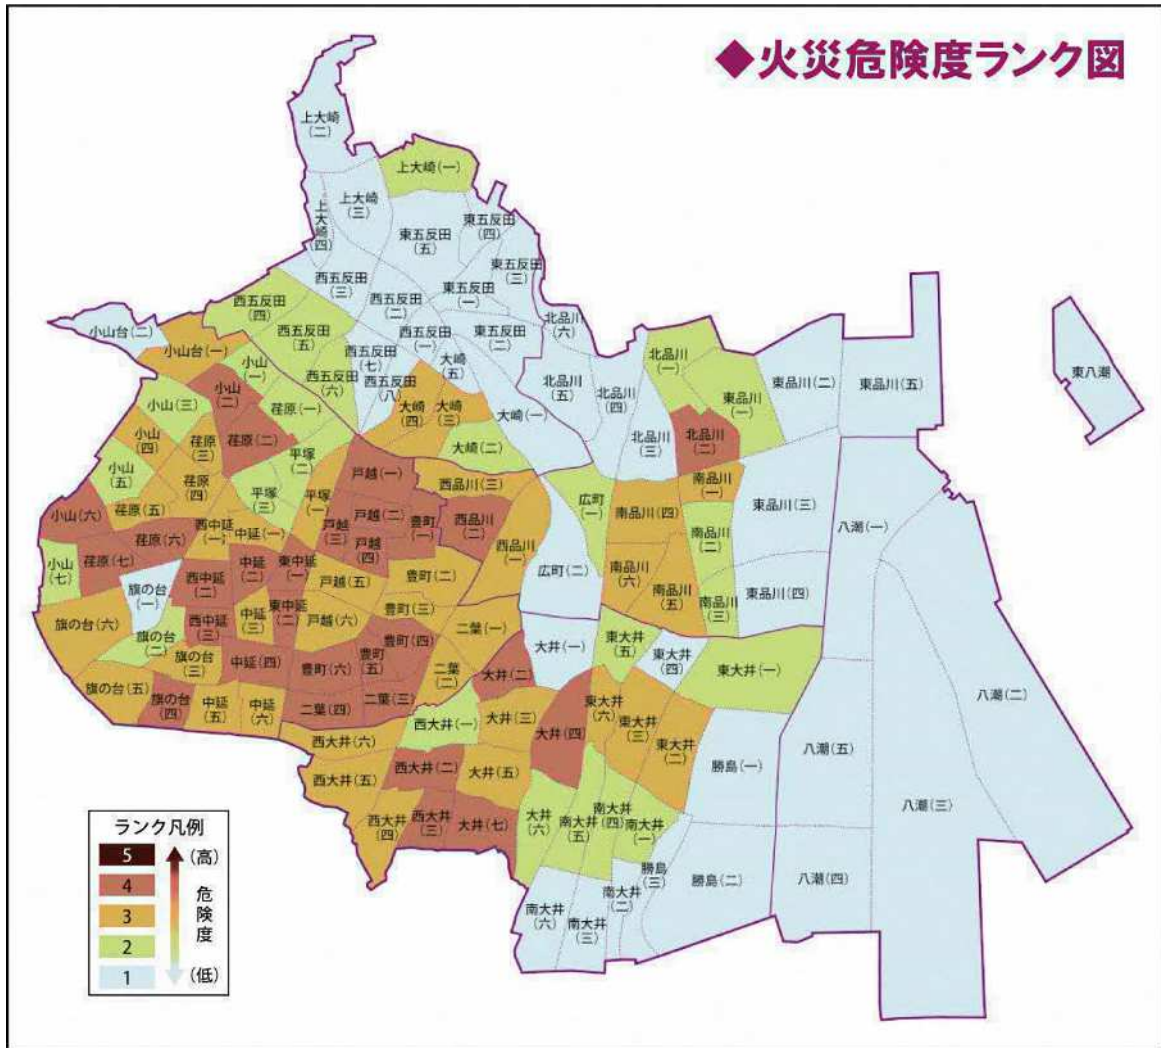 ◆火災危険度ランク図
上大崎
(二)
上大崎(一)
上大崎
(三)
上大崎
(四)
東五反田
(四)
東五反田
(五)
東五反田
(三)
東五反田
(一)
東五反田
(二)
西五反田
(三)
西五反田
(二)
西五反田
(一)
西五反田
(四)
西五反田
(五)
西五反田
(六)
西五反田
(七)
西五反田
(八)
大崎
(五)
大崎
(四)
大崎
(三)
大崎(一)
大崎(二)
北品川
(六)
北品川
(五)
北品川
(四)
北品川
(三)
北品川
(一)
北品川
(二)
東品川
(一)
東品川(二)
東品川(五)
東品川(三)
東品川(四)
東八潮
小山台(二)
小山台(一)
小山
(一)
小山
(二)
小山(三)
小山
(四)
小山
(五)
小山(六)
小山
(七)
荏原(一)
荏原(二)
荏原
(三)
荏原
(四)
荏原(五)
荏原(六)
荏原(七)
平塚
(二)
平塚
(三)
平塚
(一)
戸越(一)
戸越(二)
戸越
(三)
戸越
(四)
戸越(五)
戸越(六)
豊町
(一)
豊町(二)
豊町(三)
豊町(四)
豊町
(五)
豊町(六)
西品川(三)
西品川
(二)
西品川
(一)
広町
(一)
広町(二)
南品川
(一)
南品川(四)
南品川
(二)
南品川
(六)
南品川
(五)
南品川
(三)
西中延
(一)
中延(一)
西中延
(二)
中延
(二)
東中延
(一)
東中延
(二)
西中延
(三)
中延
(三)
中延(四)
中延
(五)
中延
(六)
旗の台
(一)
旗の台(六)
旗の台
(二)
旗の台
(三)
旗の台(五)
旗の台
(四)
二葉(一)
二葉
(二)
二葉(三)
二葉(四)
大井(一)
大井(二)
大井(三)
大井(四)
大井(五)
大井
(六)
大井(七)
西大井(一)
西大井(六)
西大井(五)
西大井(二)
西大井
(四)
西大井
(三)
東大井
(五)
東大井
(四)
東大井(一)
東大井
(六)
東大井
(三)
東大井
(二)
南大井
(四)
南大井
(五)
南大井
(一)
南大井
(二)
南大井
(六)
南大井
(三)
勝島(一)
勝島
(三)
勝島(二)
八潮(一)
八潮(二)
八潮(五)
八潮(三)
八潮(四)
ランク凡例
5
4
3
2
1
(高)
危険度
(低)